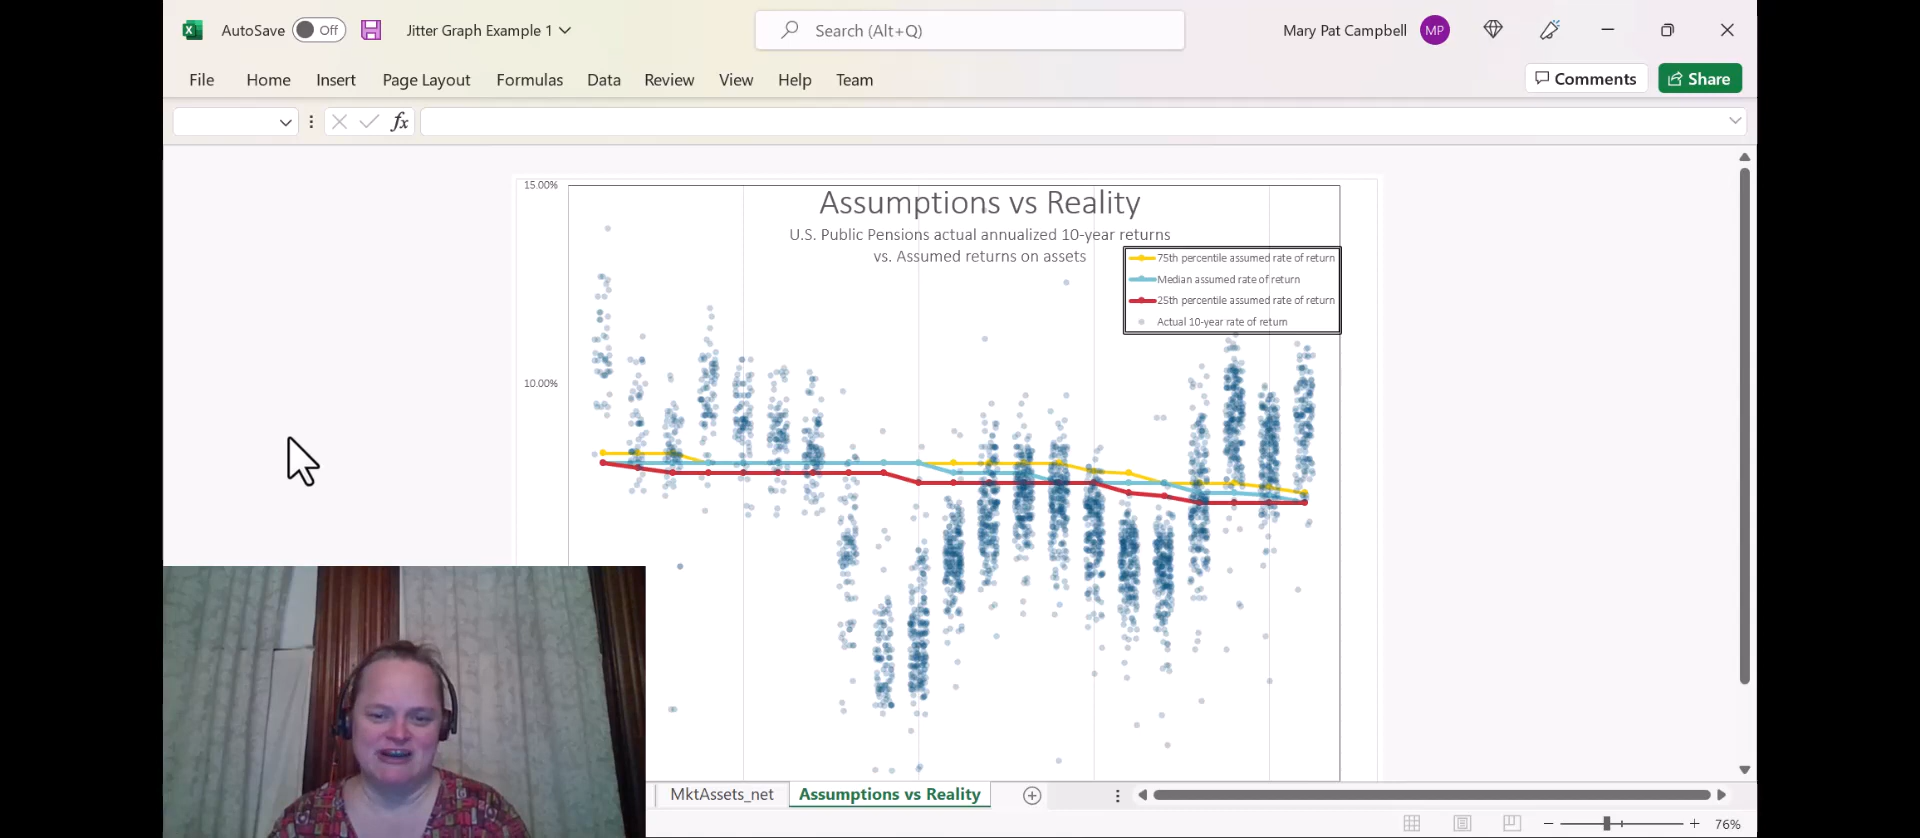 AutoSave Off Jitter Graph Example 1 Search (Alt+Q) Mary Pat Campbell MP
File Home Insert Page Layout Formulas Data Review View Help Team Comments Share
fx
15.00%
Assumptions vs Reality
U.S. Public Pensions actual annualized 10-year returns
vs. Assumed returns on assets
75th percentile assumed rate of return
Median assumed rate of return
25th percentile assumed rate of return
Actual 10-year rate of return
10.00%
MktAssets_net Assumptions vs Reality
76%